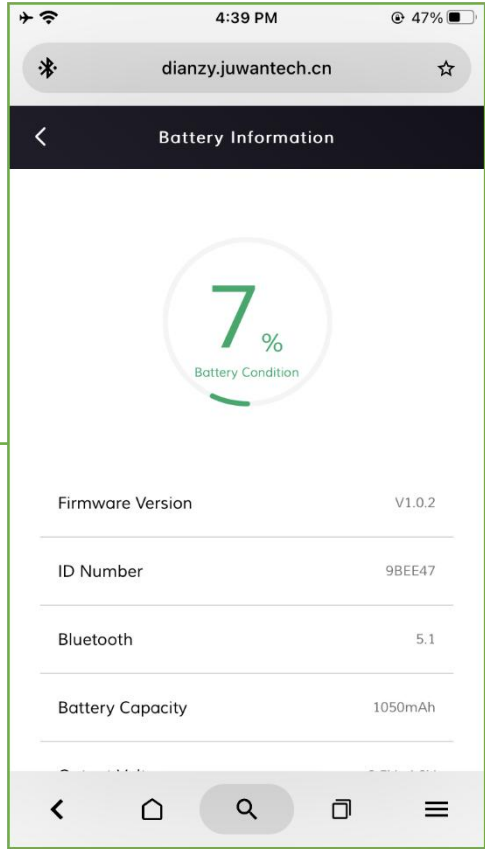 4:39 PM
47%
dianzy.juwantech.cn
Battery Information
7 %
Battery Condition
Firmware Version V1.0.2
ID Number 9BEE47
Bluetooth 5.1
Battery Capacity 1050mAh